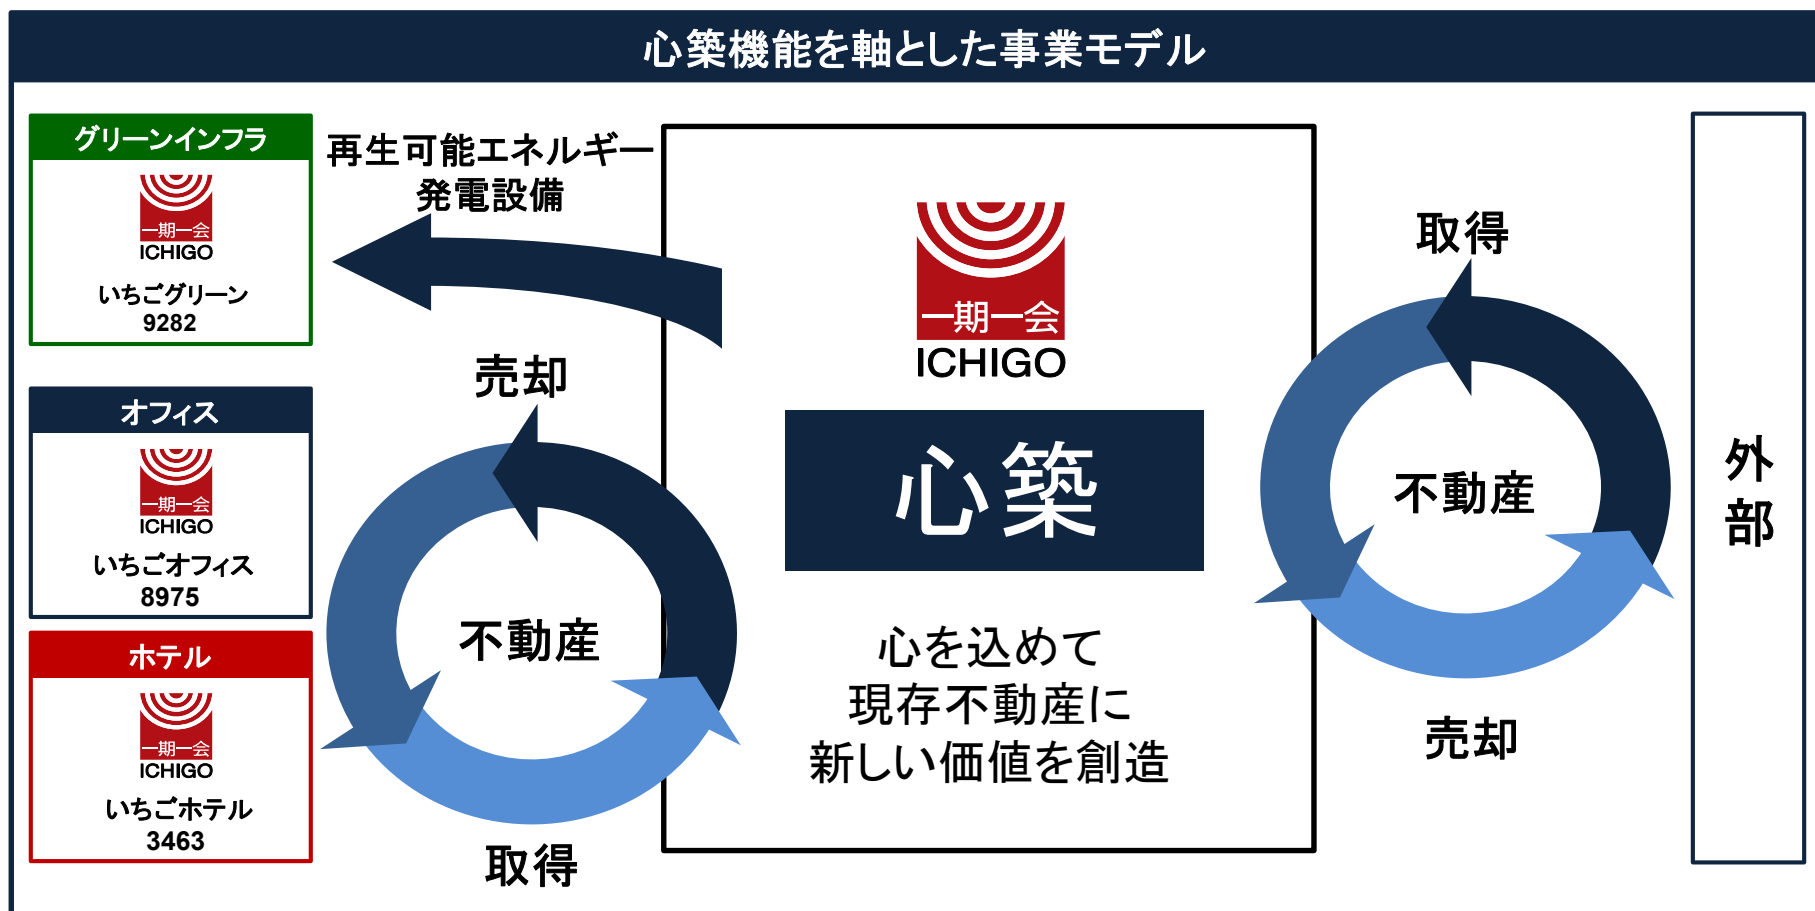 心築機能を軸とした事業モデル
グリーンインフラ
一期一会
ICHIGO
いちごグリーン
9282
オフィス
一期一会
ICHIGO
いちごオフィス
8975
ホテル
一期一会
ICHIGO
いちごホテル
3463
再生可能エネルギー
発電設備
売却
不動産
取得
一期一会
ICHIGO
心築
心を込めて
現存不動産に
新しい価値を創造
取得
不動産
売却
外
部